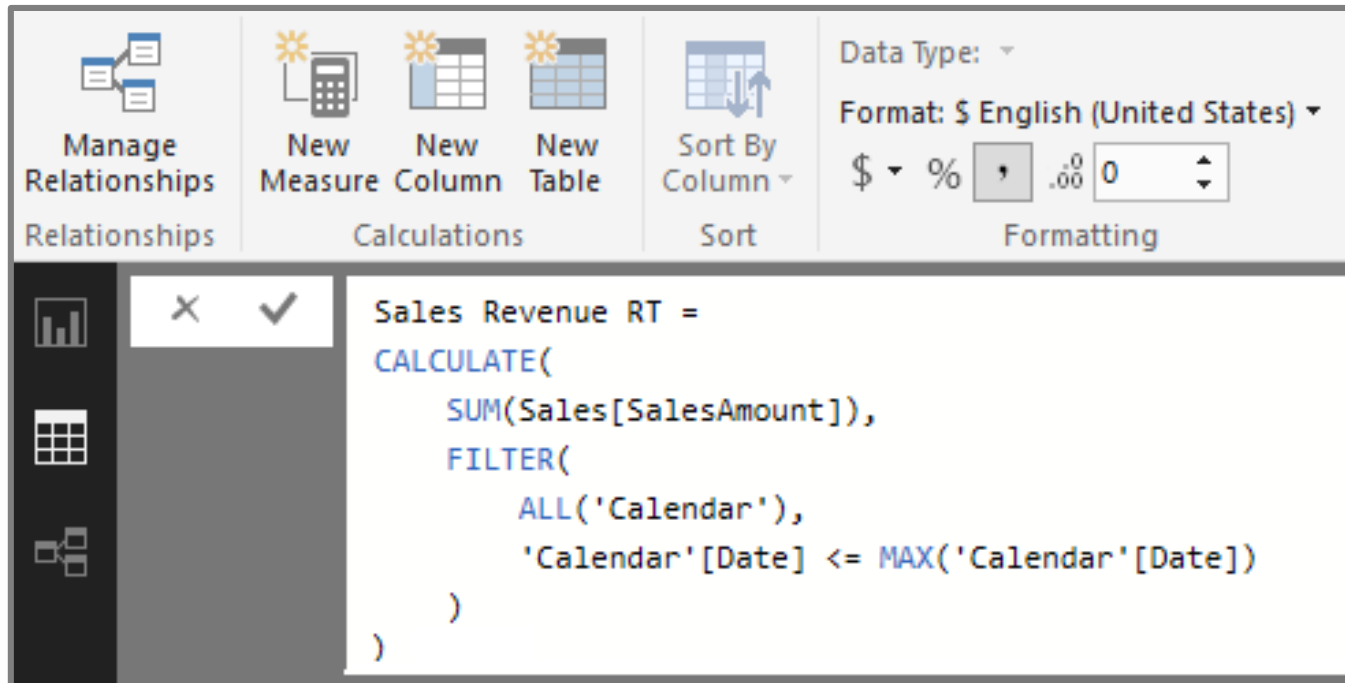 Manage Relationships
New Measure
New Column
New Table
Sort By Column
Data Type:
Format: $ English (United States)
$ % , .00 0
Relationships
Calculations
Sort
Formatting
Sales Revenue RT =
CALCULATE(
    SUM(Sales[SalesAmount]),
    FILTER(
        ALL('Calendar'),
        'Calendar'[Date] <= MAX('Calendar'[Date])
    )
)